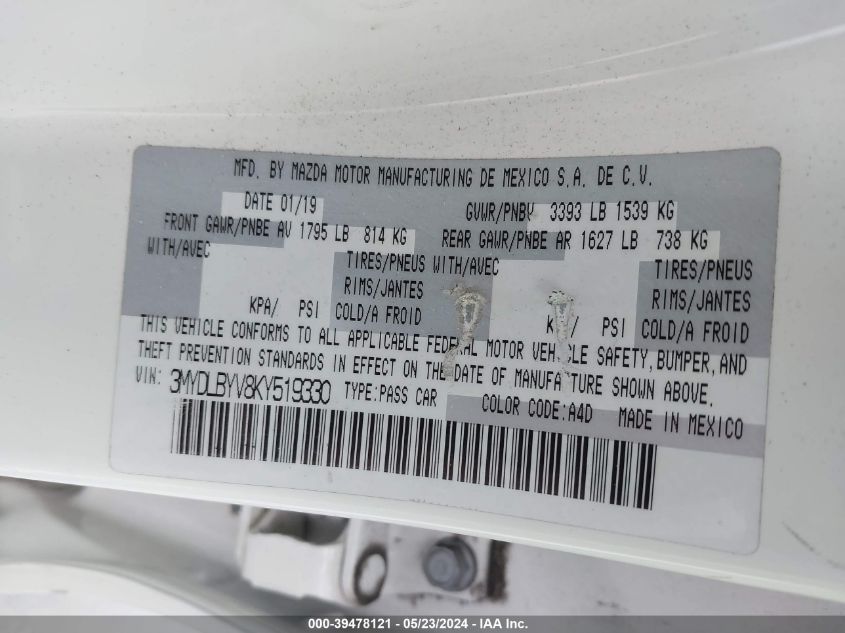 MFD. BY MAZDA MOTOR MANUFACTURING DE MEXICO S.A. DE C.V.
DATE 01/19 GVWR/PNBV 3393 LB 1539 KG
FRONT GAWR/PNBE AV 1795 LB 814 KG REAR GAWR/PNBE AR 1627 LB 738 KG
WITH/AVEC TIRES/PNEUS WITH/AVEC TIRES/PNEUS
RIMS/JANTES RIMS/JANTES
KPA/ PSI COLD/A FROID PSI COLD/A FROID
THIS VEHICLE CONFORMS TO ALL APPLICABLE FEDERAL MOTOR VEHICLE SAFETY, BUMPER, AND
THEFT PREVENTION STANDARDS IN EFFECT ON THE DATE OF MANUFACTURE SHOWN ABOVE.
VIN: 3MYDLBYV8KY519330 TYPE:PASS CAR COLOR CODE:A4D MADE IN MEXICO
000-39478121 - 05/23/2024 - IAA Inc.